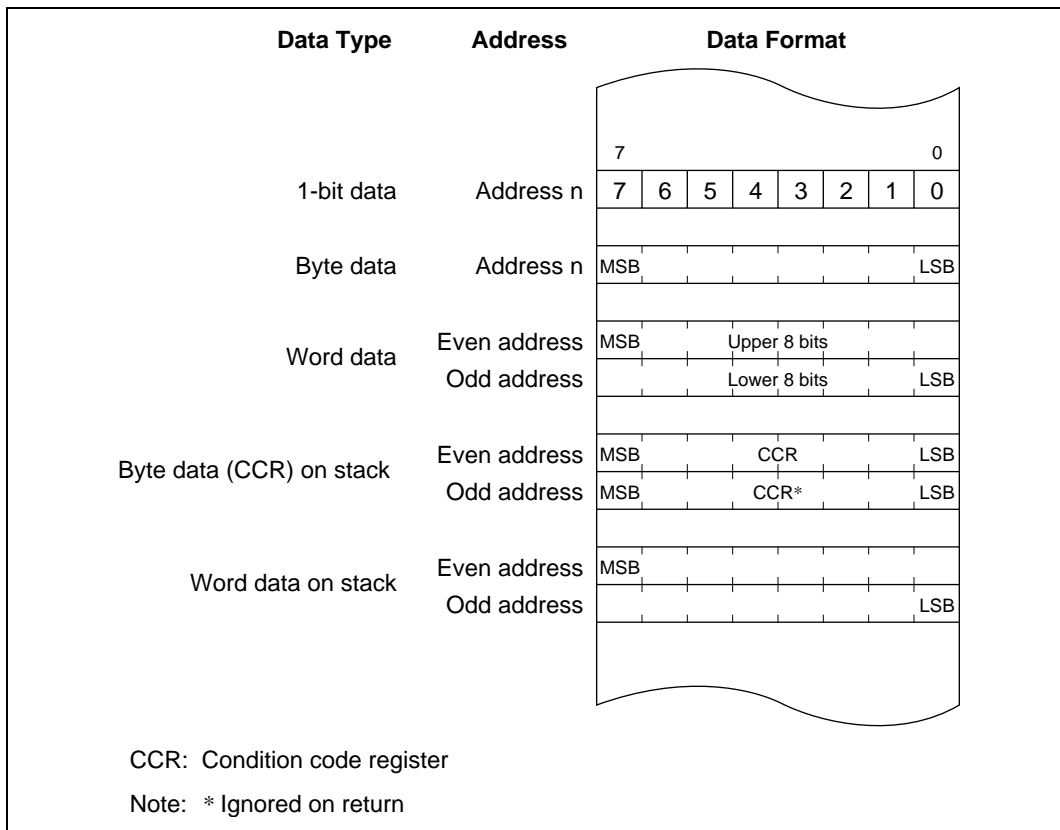 Data Type Address Data Format
7 0
1-bit data Address n 7 6 5 4 3 2 1 0
Byte data Address n MSB LSB
Word data
Even address MSB Upper 8 bits
Odd address Lower 8 bits LSB
Byte data (CCR) on stack
Even address MSB CCR LSB
Odd address MSB CCR* LSB
Word data on stack
Even address MSB
Odd address LSB
CCR: Condition code register
Note: * Ignored on return